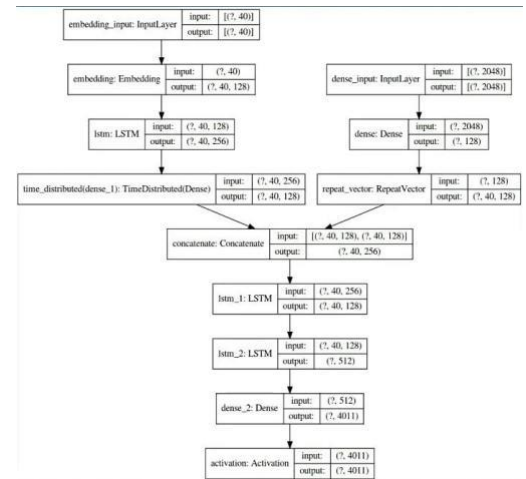 embedding_input: InputLayer input: [(?, 40)]
output: [(?, 40)]
embedding: Embedding input: (?, 40)
output: (?, 40, 128)
dense_input: InputLayer input: [(?, 2048)]
output: [(?, 2048)]
lstm: LSTM input: (?, 40, 128)
output: (?, 40, 256)
dense: Dense input: (?, 2048)
output: (?, 128)
time_distributed(dense_1): TimeDistributed(Dense) input: (?, 40, 256)
output: (?, 40, 128)
repeat_vector: RepeatVector input: (?, 128)
output: (?, 40, 128)
concatenate: Concatenate input: [(?, 40, 128), (?, 40, 128)]
output: (?, 40, 256)
lstm_1: LSTM input: (?, 40, 256)
output: (?, 40, 128)
lstm_2: LSTM input: (?, 40, 128)
output: (?, 512)
dense_2: Dense input: (?, 512)
output: (?, 4011)
activation: Activation input: (?, 4011)
output: (?, 4011)